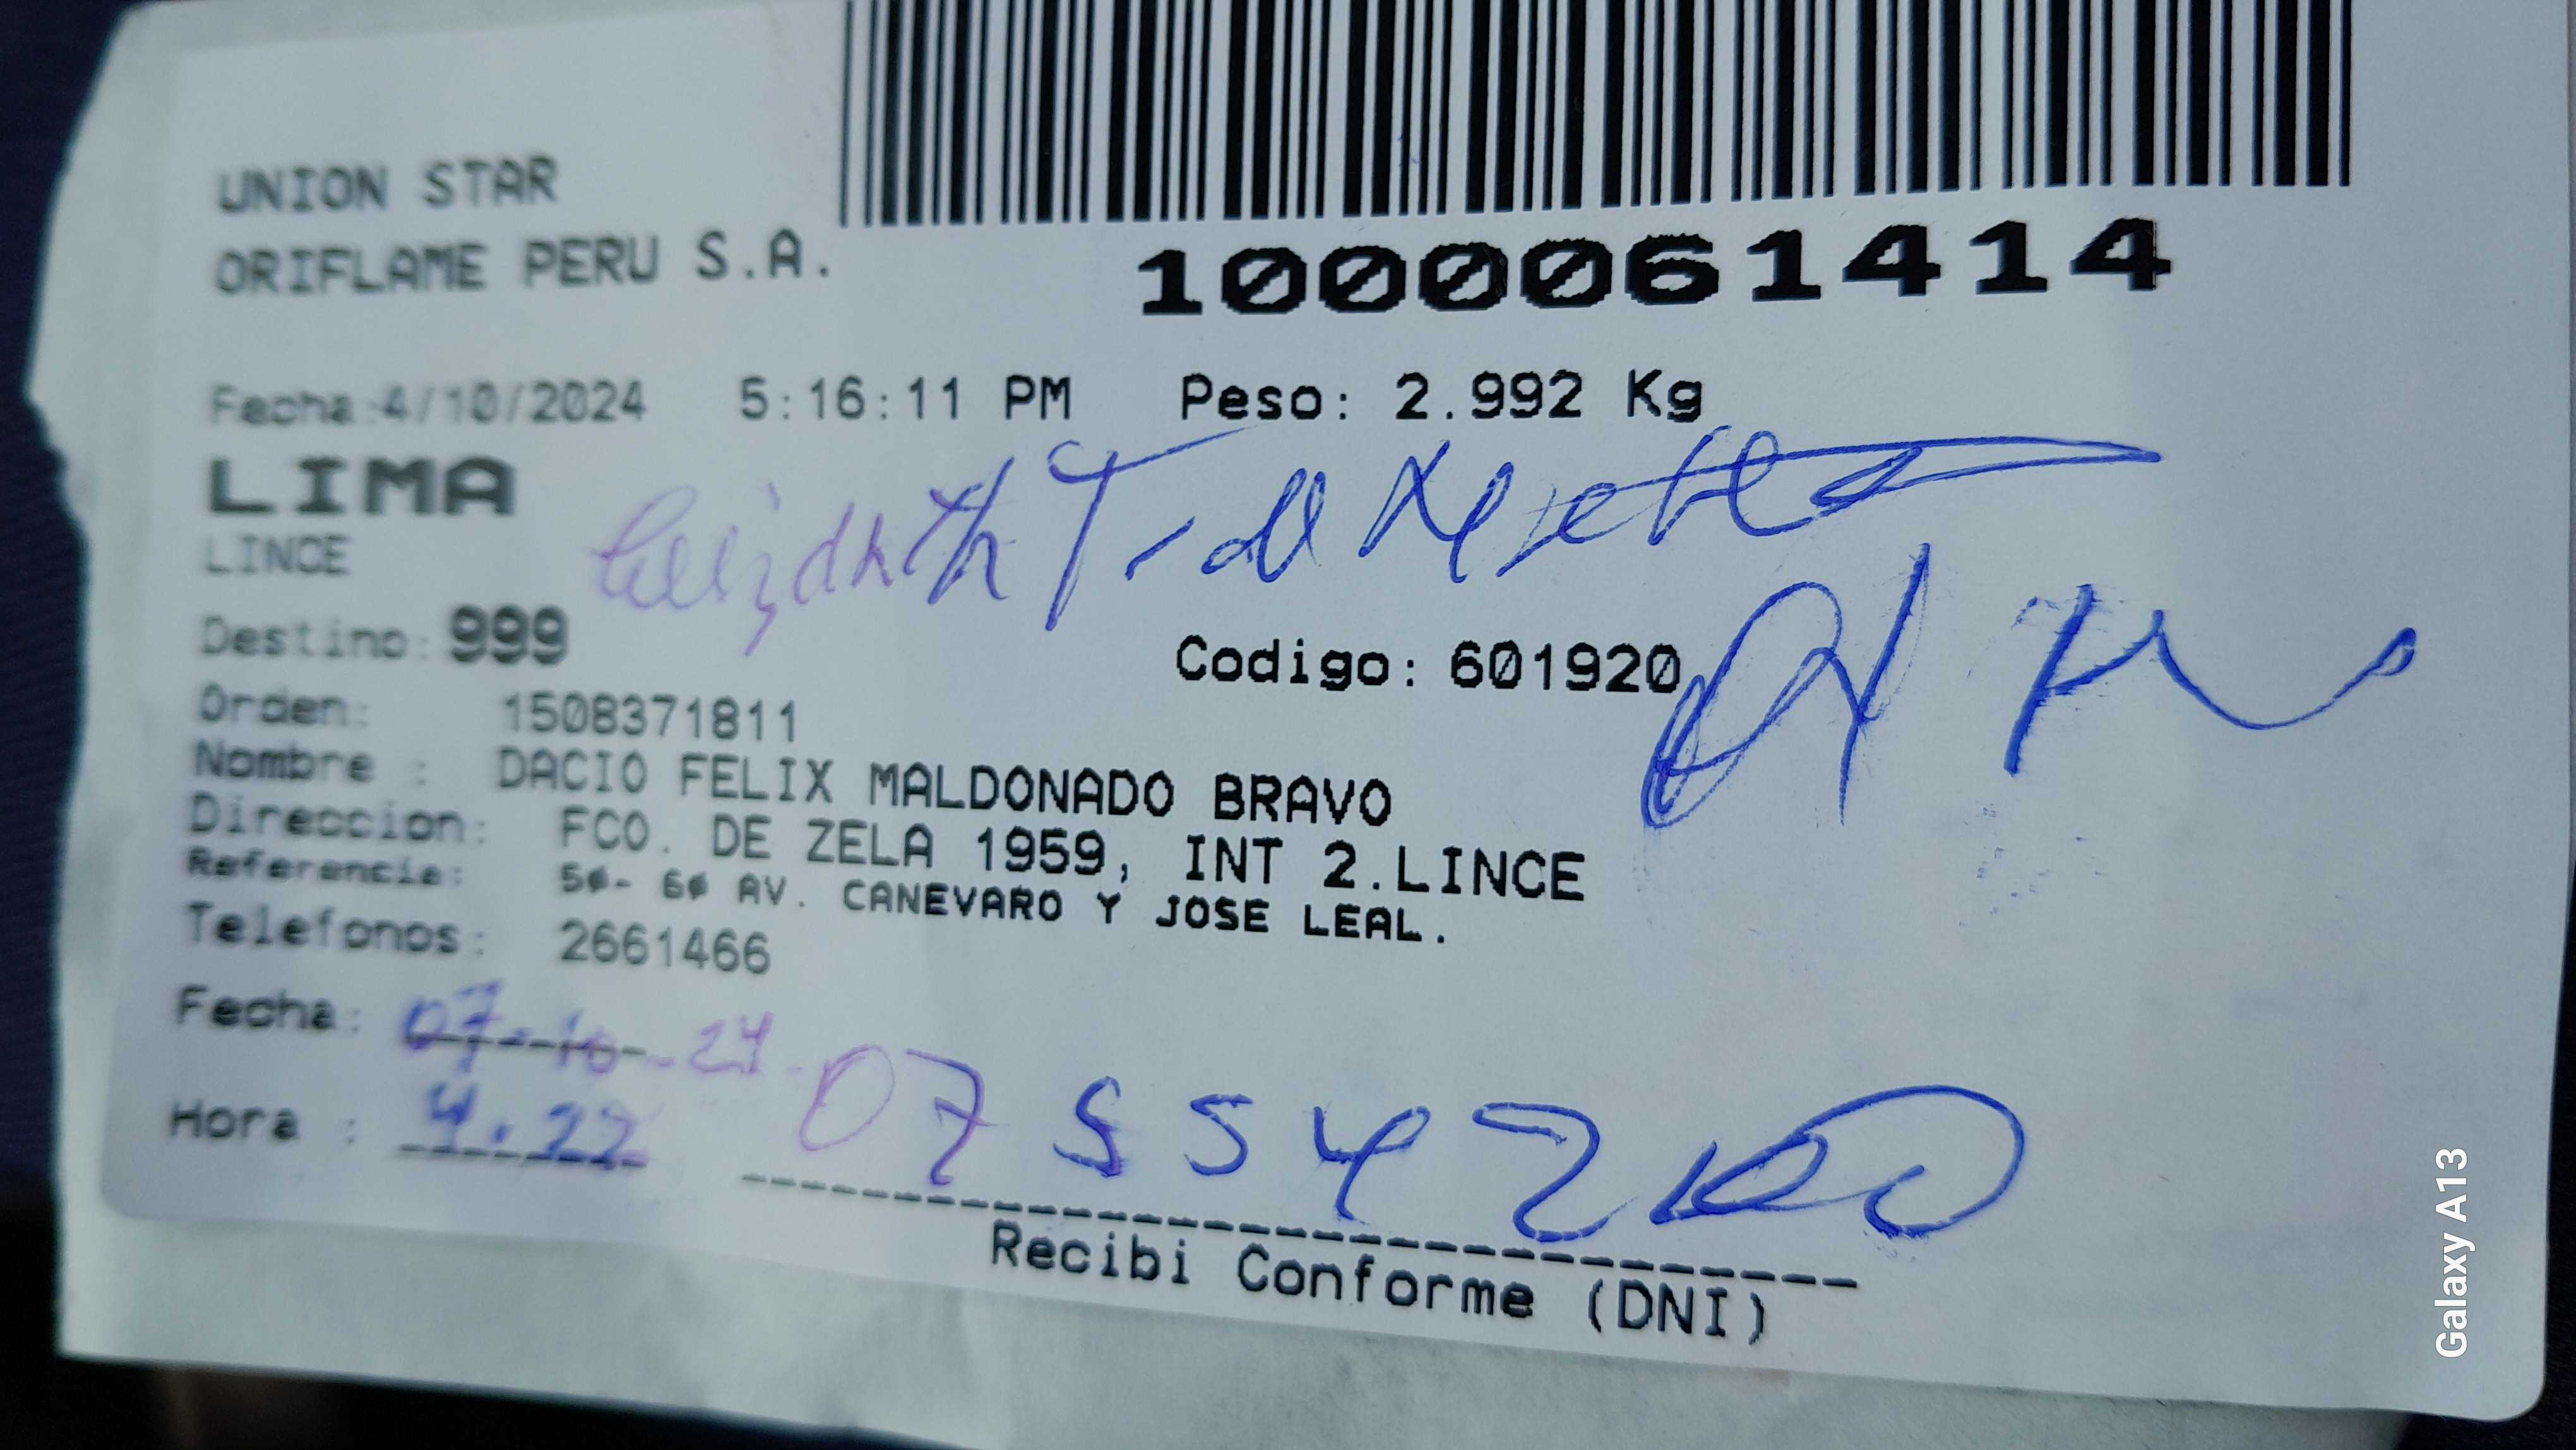 UNION STAR
ORIFLAME PERU S.A.
1000061414
Fecha:4/10/2024 5:16:11 PM Peso: 2.992 Kg
LIMA
LINCE
Destino: 999
Codigo: 601920
Orden: 1508371811
Nombre : DACIO FELIX MALDONADO BRAVO
Direccion: FCO. DE ZELA 1959, INT 2.LINCE
Referencia: 5¢- 6¢ AV. CANEVARO Y JOSE LEAL.
Telefonos: 2661466
Fecha: 07-10-24
Hora : 4.22
Recibi Conforme (DNI)
Galaxy A13